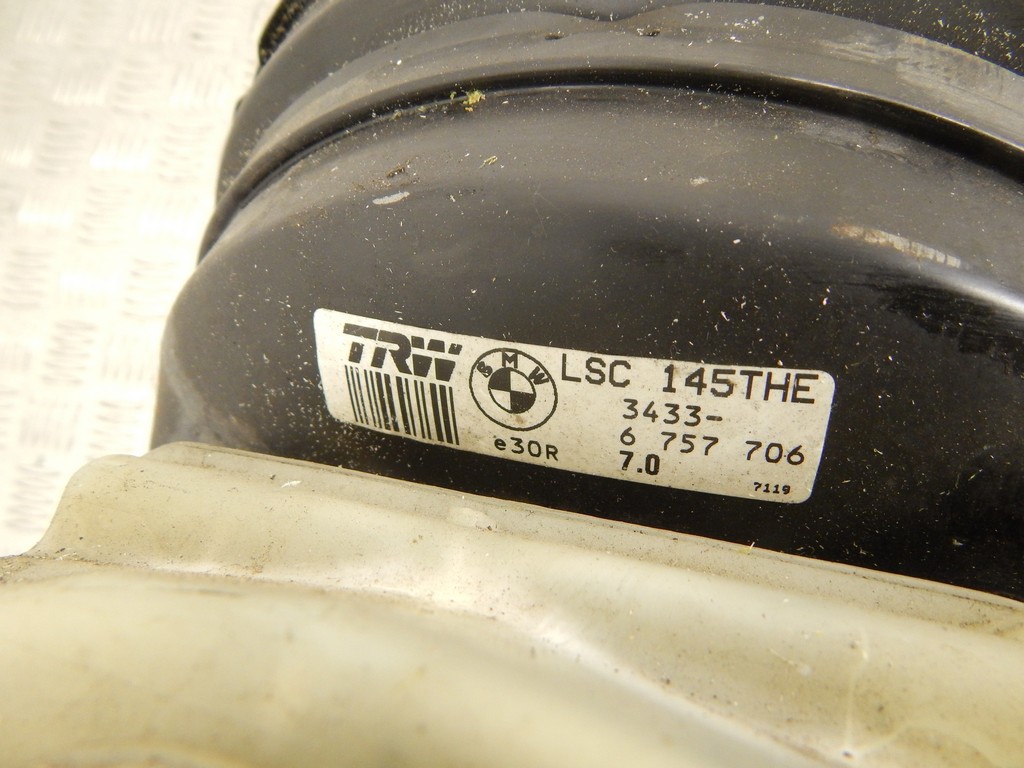 TRW
BMW
LSC 145THE
3433-
6 757 706
e30R
7.0
7119